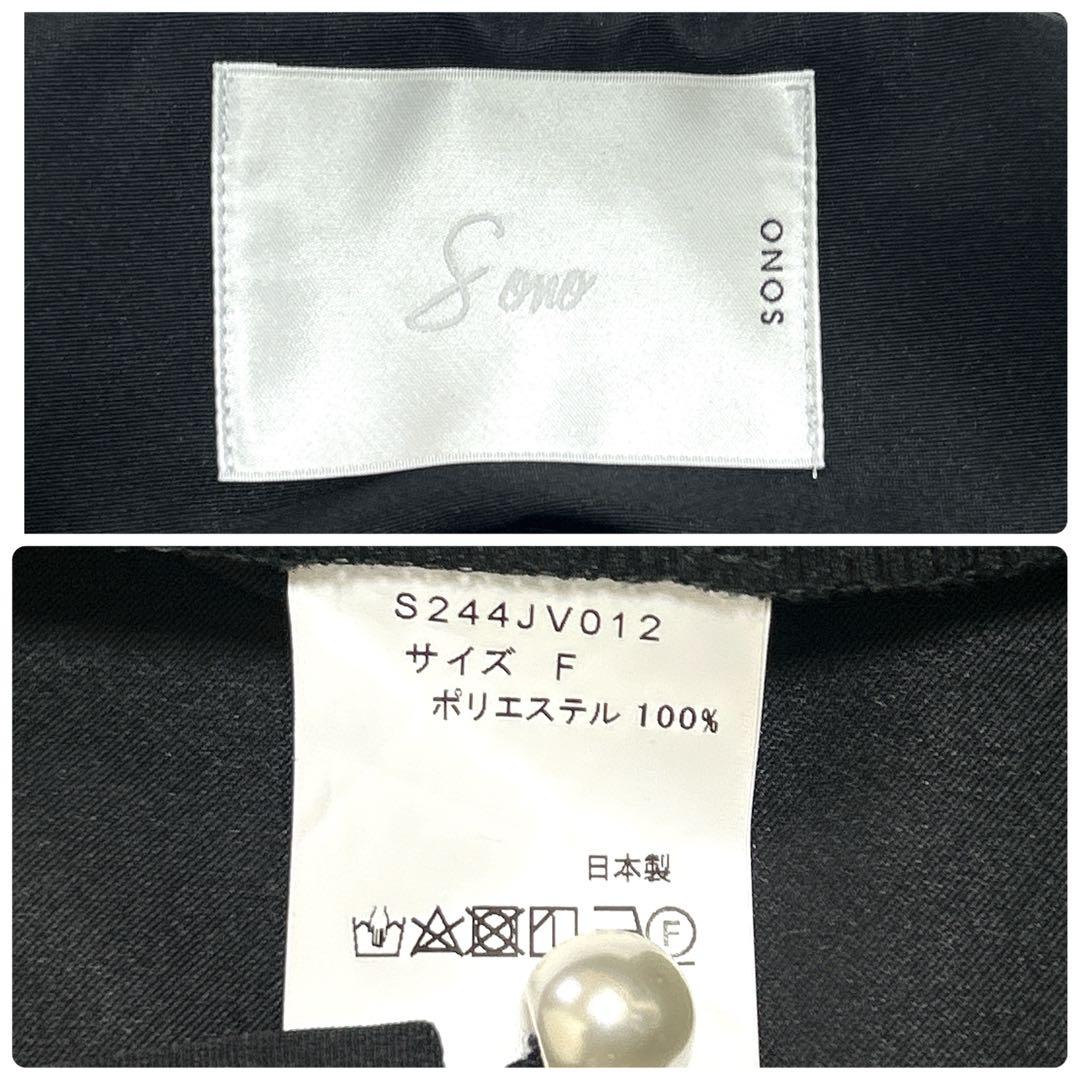 Sono
SONO
S244JV012
サイズ F
ポリエステル 100%
日本製
F